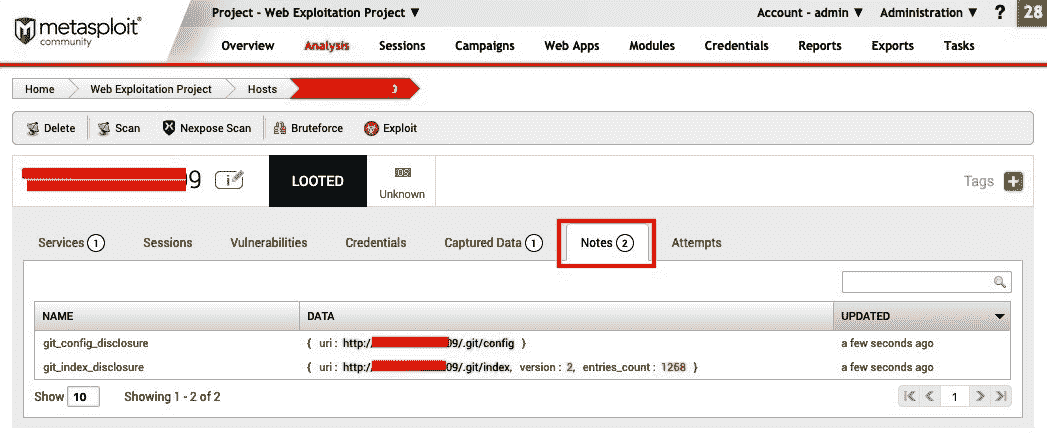 metasploit®
community
Project - Web Exploitation Project ▼
Account - admin ▼ Administration ▼ ? 28
Overview Analysis Sessions Campaigns Web Apps Modules Credentials Reports Exports Tasks
Home Web Exploitation Project Hosts
Delete Scan Nexpose Scan Bruteforce Exploit
9 i LOOTED OS Unknown Tags +
Services 1 Sessions Vulnerabilities Credentials Captured Data 1 Notes 2 Attempts
NAME DATA UPDATED
git_config_disclosure { uri : http:/ 09/.git/config } a few seconds ago
git_index_disclosure { uri : http:/ 09/.git/index, version : 2, entries_count : 1268 } a few seconds ago
Show 10 Showing 1 - 2 of 2 1